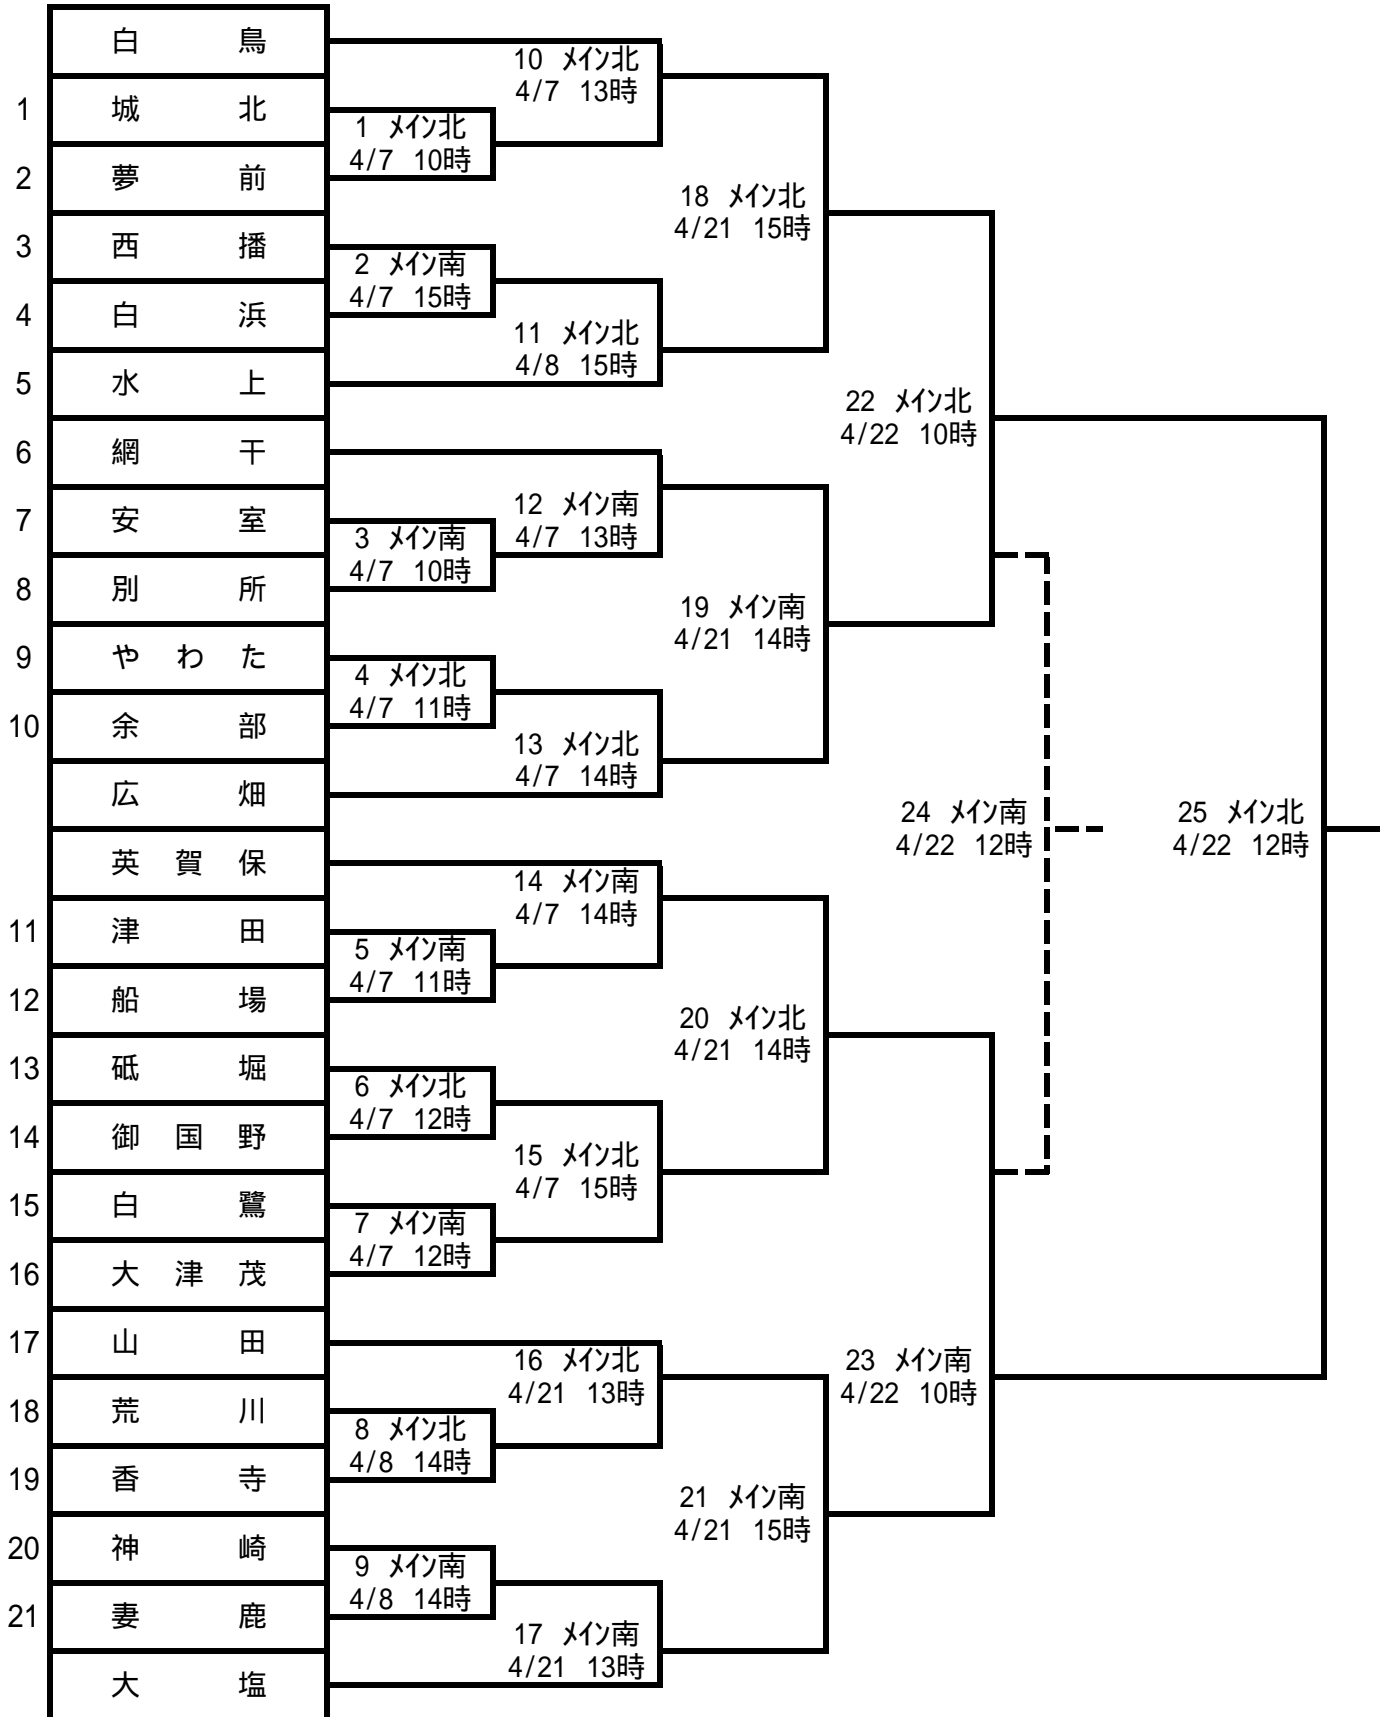 白鳥
10 ﾒｲﾝ北
4/7 13時
1 城北
1 ﾒｲﾝ北
4/7 10時
2 夢前
18 ﾒｲﾝ北
4/21 15時
3 西播
2 ﾒｲﾝ南
4/7 15時
4 白浜
11 ﾒｲﾝ北
4/8 15時
5 水上
22 ﾒｲﾝ北
4/22 10時
6 網干
12 ﾒｲﾝ南
4/7 13時
7 安室
3 ﾒｲﾝ南
4/7 10時
8 別所
19 ﾒｲﾝ南
4/21 14時
9 やわた
4 ﾒｲﾝ北
4/7 11時
10 余部
13 ﾒｲﾝ北
4/7 14時
広畑
24 ﾒｲﾝ南
4/22 12時
25 ﾒｲﾝ北
4/22 12時
英賀保
14 ﾒｲﾝ南
4/7 14時
11 津田
5 ﾒｲﾝ南
4/7 11時
12 船場
20 ﾒｲﾝ北
4/21 14時
13 砥堀
6 ﾒｲﾝ北
4/7 12時
14 御国野
15 ﾒｲﾝ北
4/7 15時
15 白鷺
7 ﾒｲﾝ南
4/7 12時
16 大津茂
17 山田
16 ﾒｲﾝ北
4/21 13時
23 ﾒｲﾝ南
4/22 10時
18 荒川
8 ﾒｲﾝ北
4/8 14時
19 香寺
21 ﾒｲﾝ南
4/21 15時
20 神崎
9 ﾒｲﾝ南
4/8 14時
21 妻鹿
17 ﾒｲﾝ南
4/21 13時
大塩